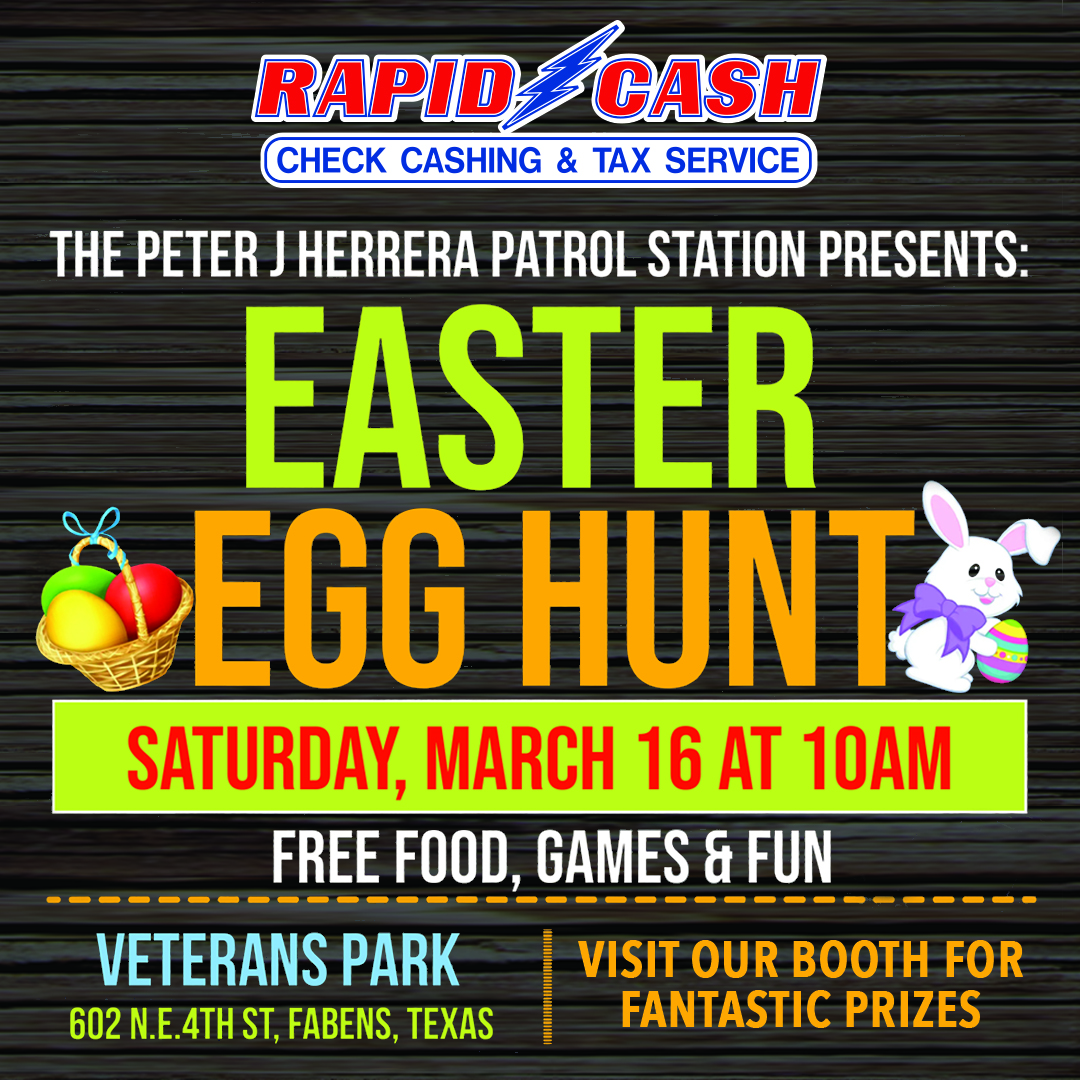 RAPID CASH
CHECK CASHING & TAX SERVICE
THE PETER J HERRERA PATROL STATION PRESENTS:
EASTER
EGG HUNT
SATURDAY, MARCH 16 AT 10AM
FREE FOOD, GAMES & FUN
VETERANS PARK
602 N.E.4TH ST, FABENS, TEXAS
VISIT OUR BOOTH FOR
FANTASTIC PRIZES